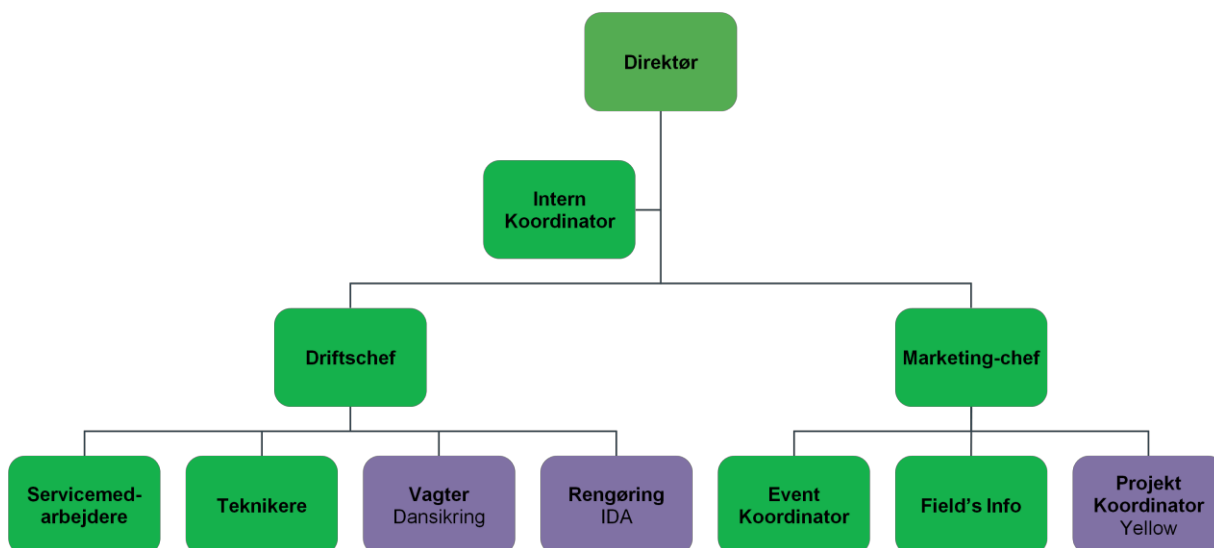 Direktør
Intern
Koordinator
Driftschef
Marketing-chef
Servicemed-
arbejdere
Teknikere
Vagter
Dansikring
Rengøring
IDA
Event
Koordinator
Field's Info
Projekt
Koordinator
Yellow